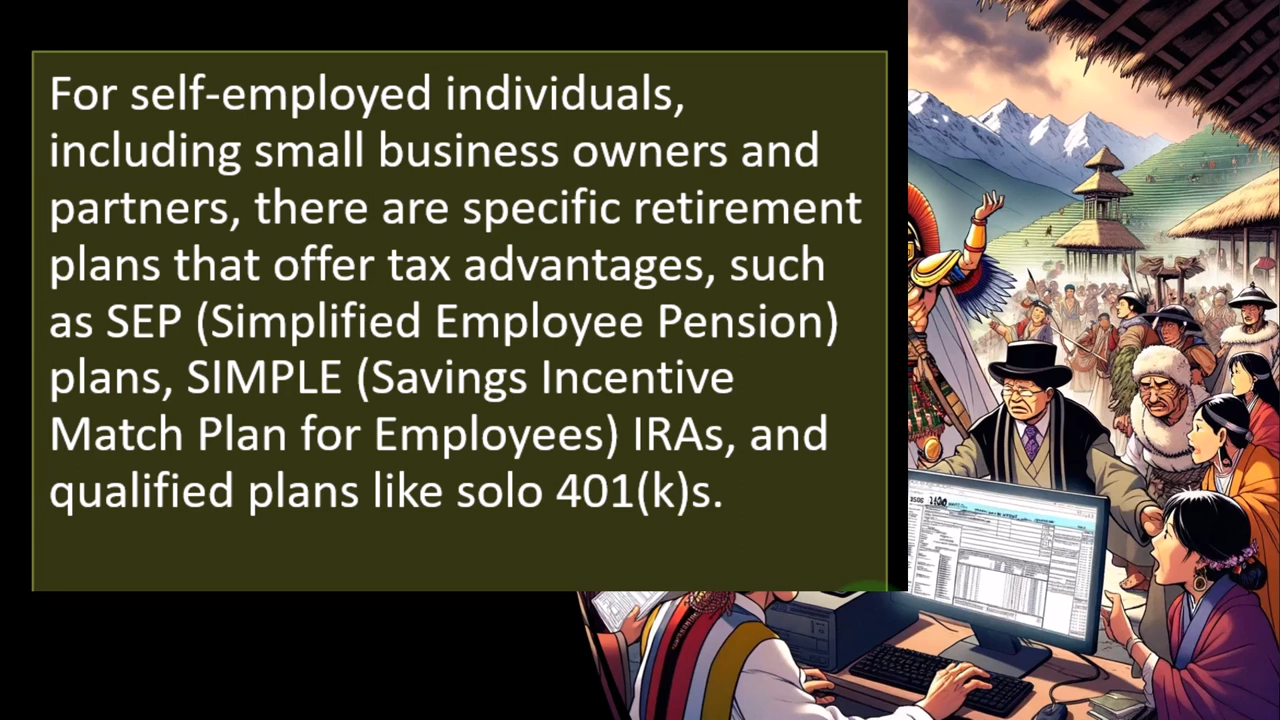 For self-employed individuals,
including small business owners and
partners, there are specific retirement
plans that offer tax advantages, such
as SEP (Simplified Employee Pension)
plans, SIMPLE (Savings Incentive
Match Plan for Employees) IRAs, and
qualified plans like solo 401(k)s.